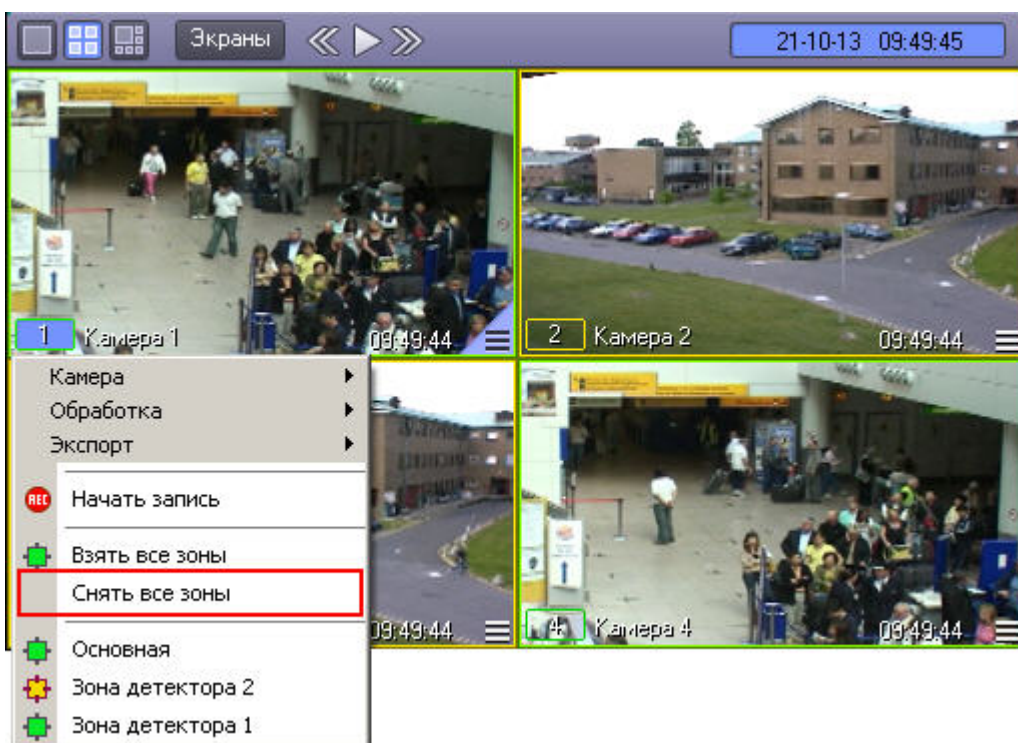 Экраны
21-10-13 09:49:45
1 Камера 1 09:49:44
2 Камера 2 09:49:44
Камера
Обработка
Экспорт
REC Начать запись
Взять все зоны
Снять все зоны
09:49:44
4 Камера 4 09:49:44
Основная
Зона детектора 2
Зона детектора 1